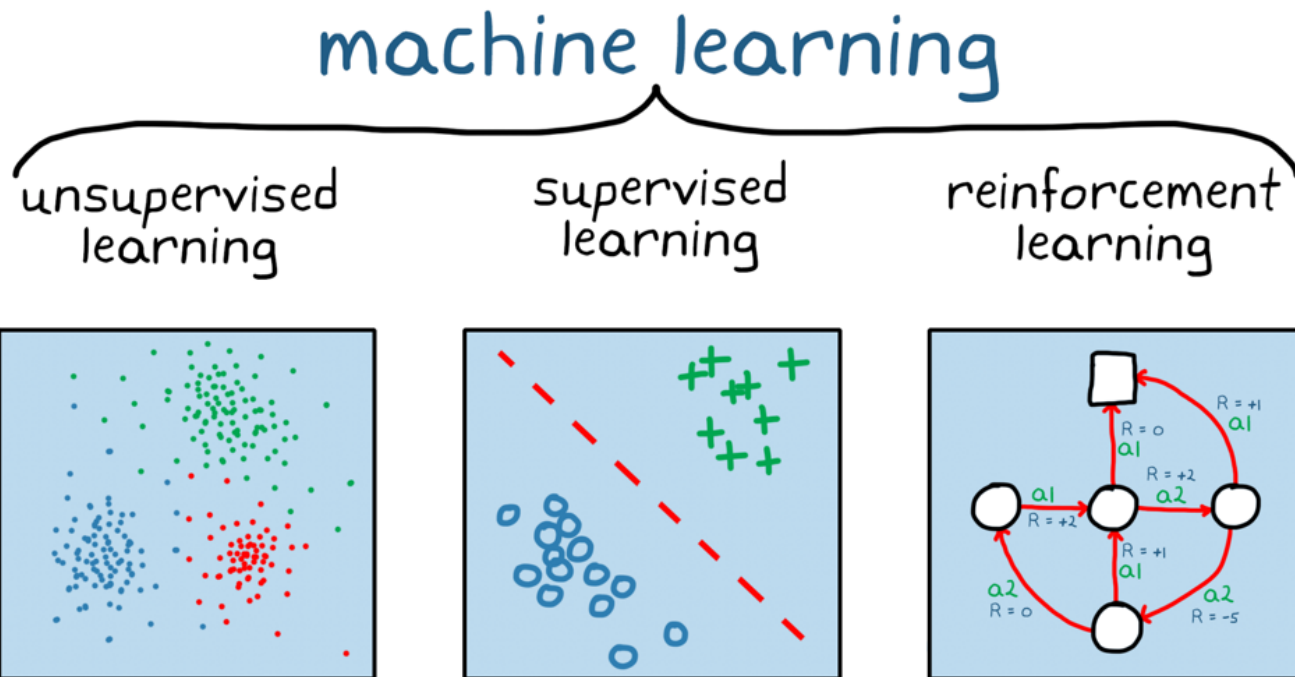 machine learning
unsupervised
learning
supervised
learning
reinforcement
learning
R = +1
a1
R = 0
a1
R = +2
a2
a1
R = +2
R = +1
a1
a2
R = 0
a2
R = -5